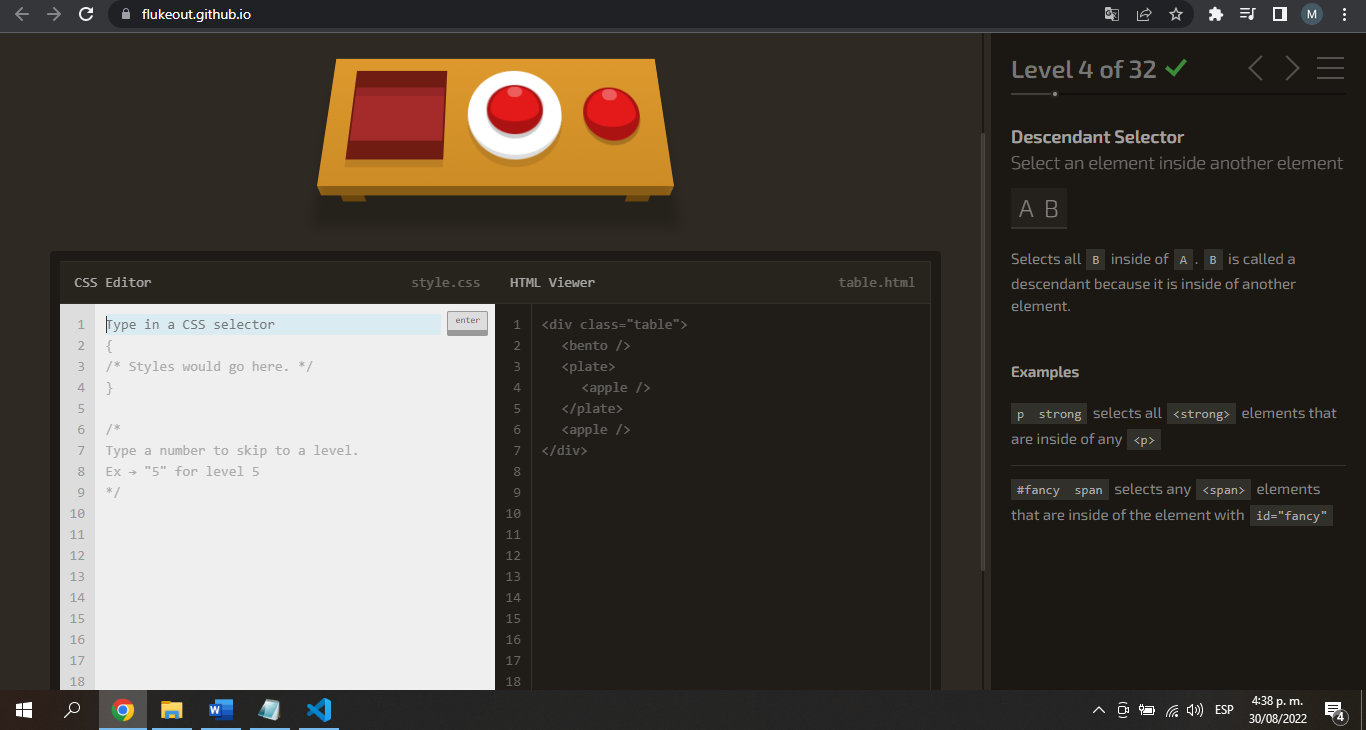 flukeout.github.io
M
Level 4 of 32
Descendant Selector
Select an element inside another element
A B
Selects all B inside of A . B is called a
descendant because it is inside of another
element.
Examples
p strong selects all <strong> elements that
are inside of any <p>
#fancy span selects any <span> elements
that are inside of the element with id="fancy"
CSS Editor style.css
Type in a CSS selector enter
{
/* Styles would go here. */
}
/*
Type a number to skip to a level.
Ex → "5" for level 5
*/
1
2
3
4
5
6
7
8
9
10
11
12
13
14
15
16
17
18
HTML Viewer table.html
1 <div class="table">
2 <bento />
3 <plate>
4 <apple />
5 </plate>
6 <apple />
7 </div>
8
9
10
11
12
13
14
15
16
17
18
W
ESP
4:38 p. m.
30/08/2022
4